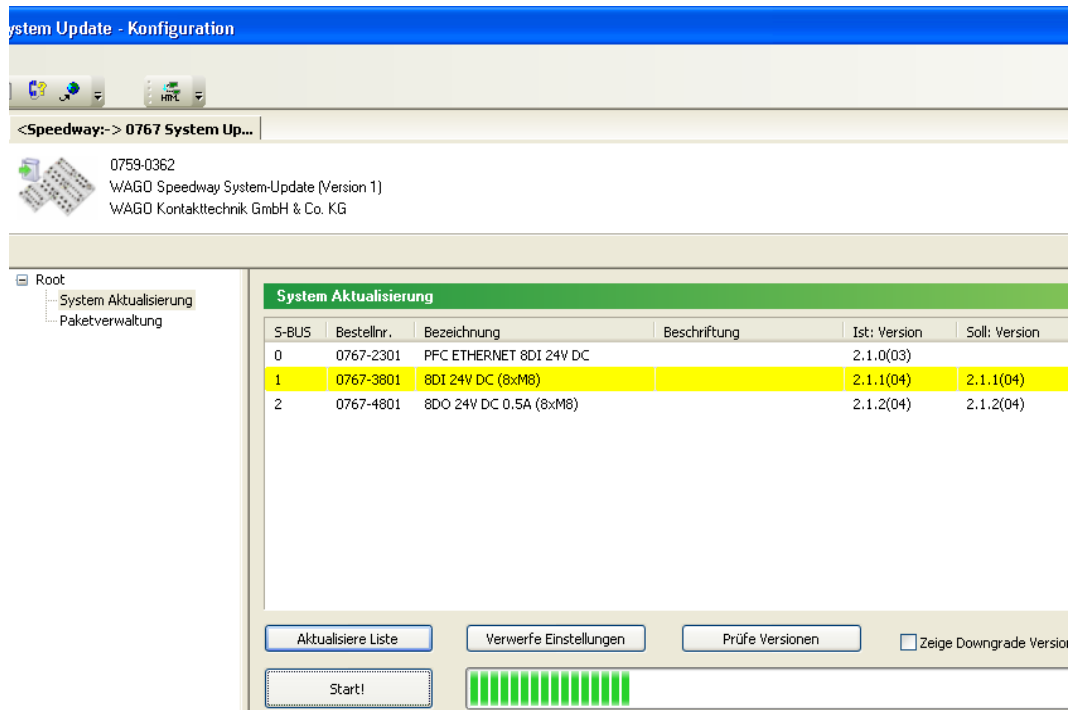 ystem Update - Konfiguration
HTML
<Speedway:-> 0767 System Up...
0759-0362
WAGO Speedway System-Update (Version 1)
WAGO Kontakttechnik GmbH & Co. KG
Root
System Aktualisierung
Paketverwaltung
System Aktualisierung
S-BUS Bestellnr. Bezeichnung Beschriftung Ist: Version Soll: Version
0 0767-2301 PFC ETHERNET 8DI 24V DC 2.1.0(03)
1 0767-3801 8DI 24V DC (8xM8) 2.1.1(04) 2.1.1(04)
2 0767-4801 8DO 24V DC 0.5A (8xM8) 2.1.2(04) 2.1.2(04)
Aktualisiere Liste Verwerfe Einstellungen Prüfe Versionen Zeige Downgrade Version
Start!